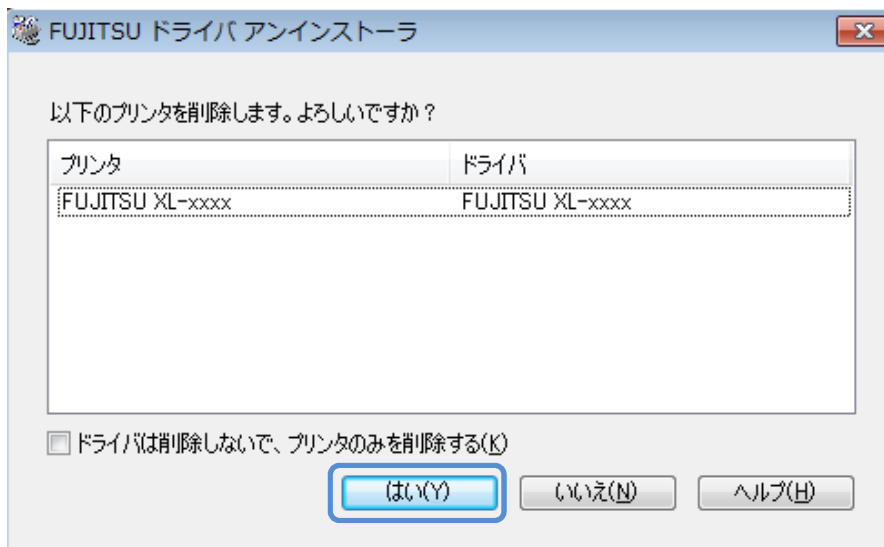 FUJITSU ドライバ アンインストーラ
以下のプリンタを削除します。よろしいですか？
プリンタ ドライバ
FUJITSU XL-xxxx FUJITSU XL-xxxx
ドライバは削除しないで、プリンタのみを削除する(K)
はい(Y) いいえ(N) ヘルプ(H)